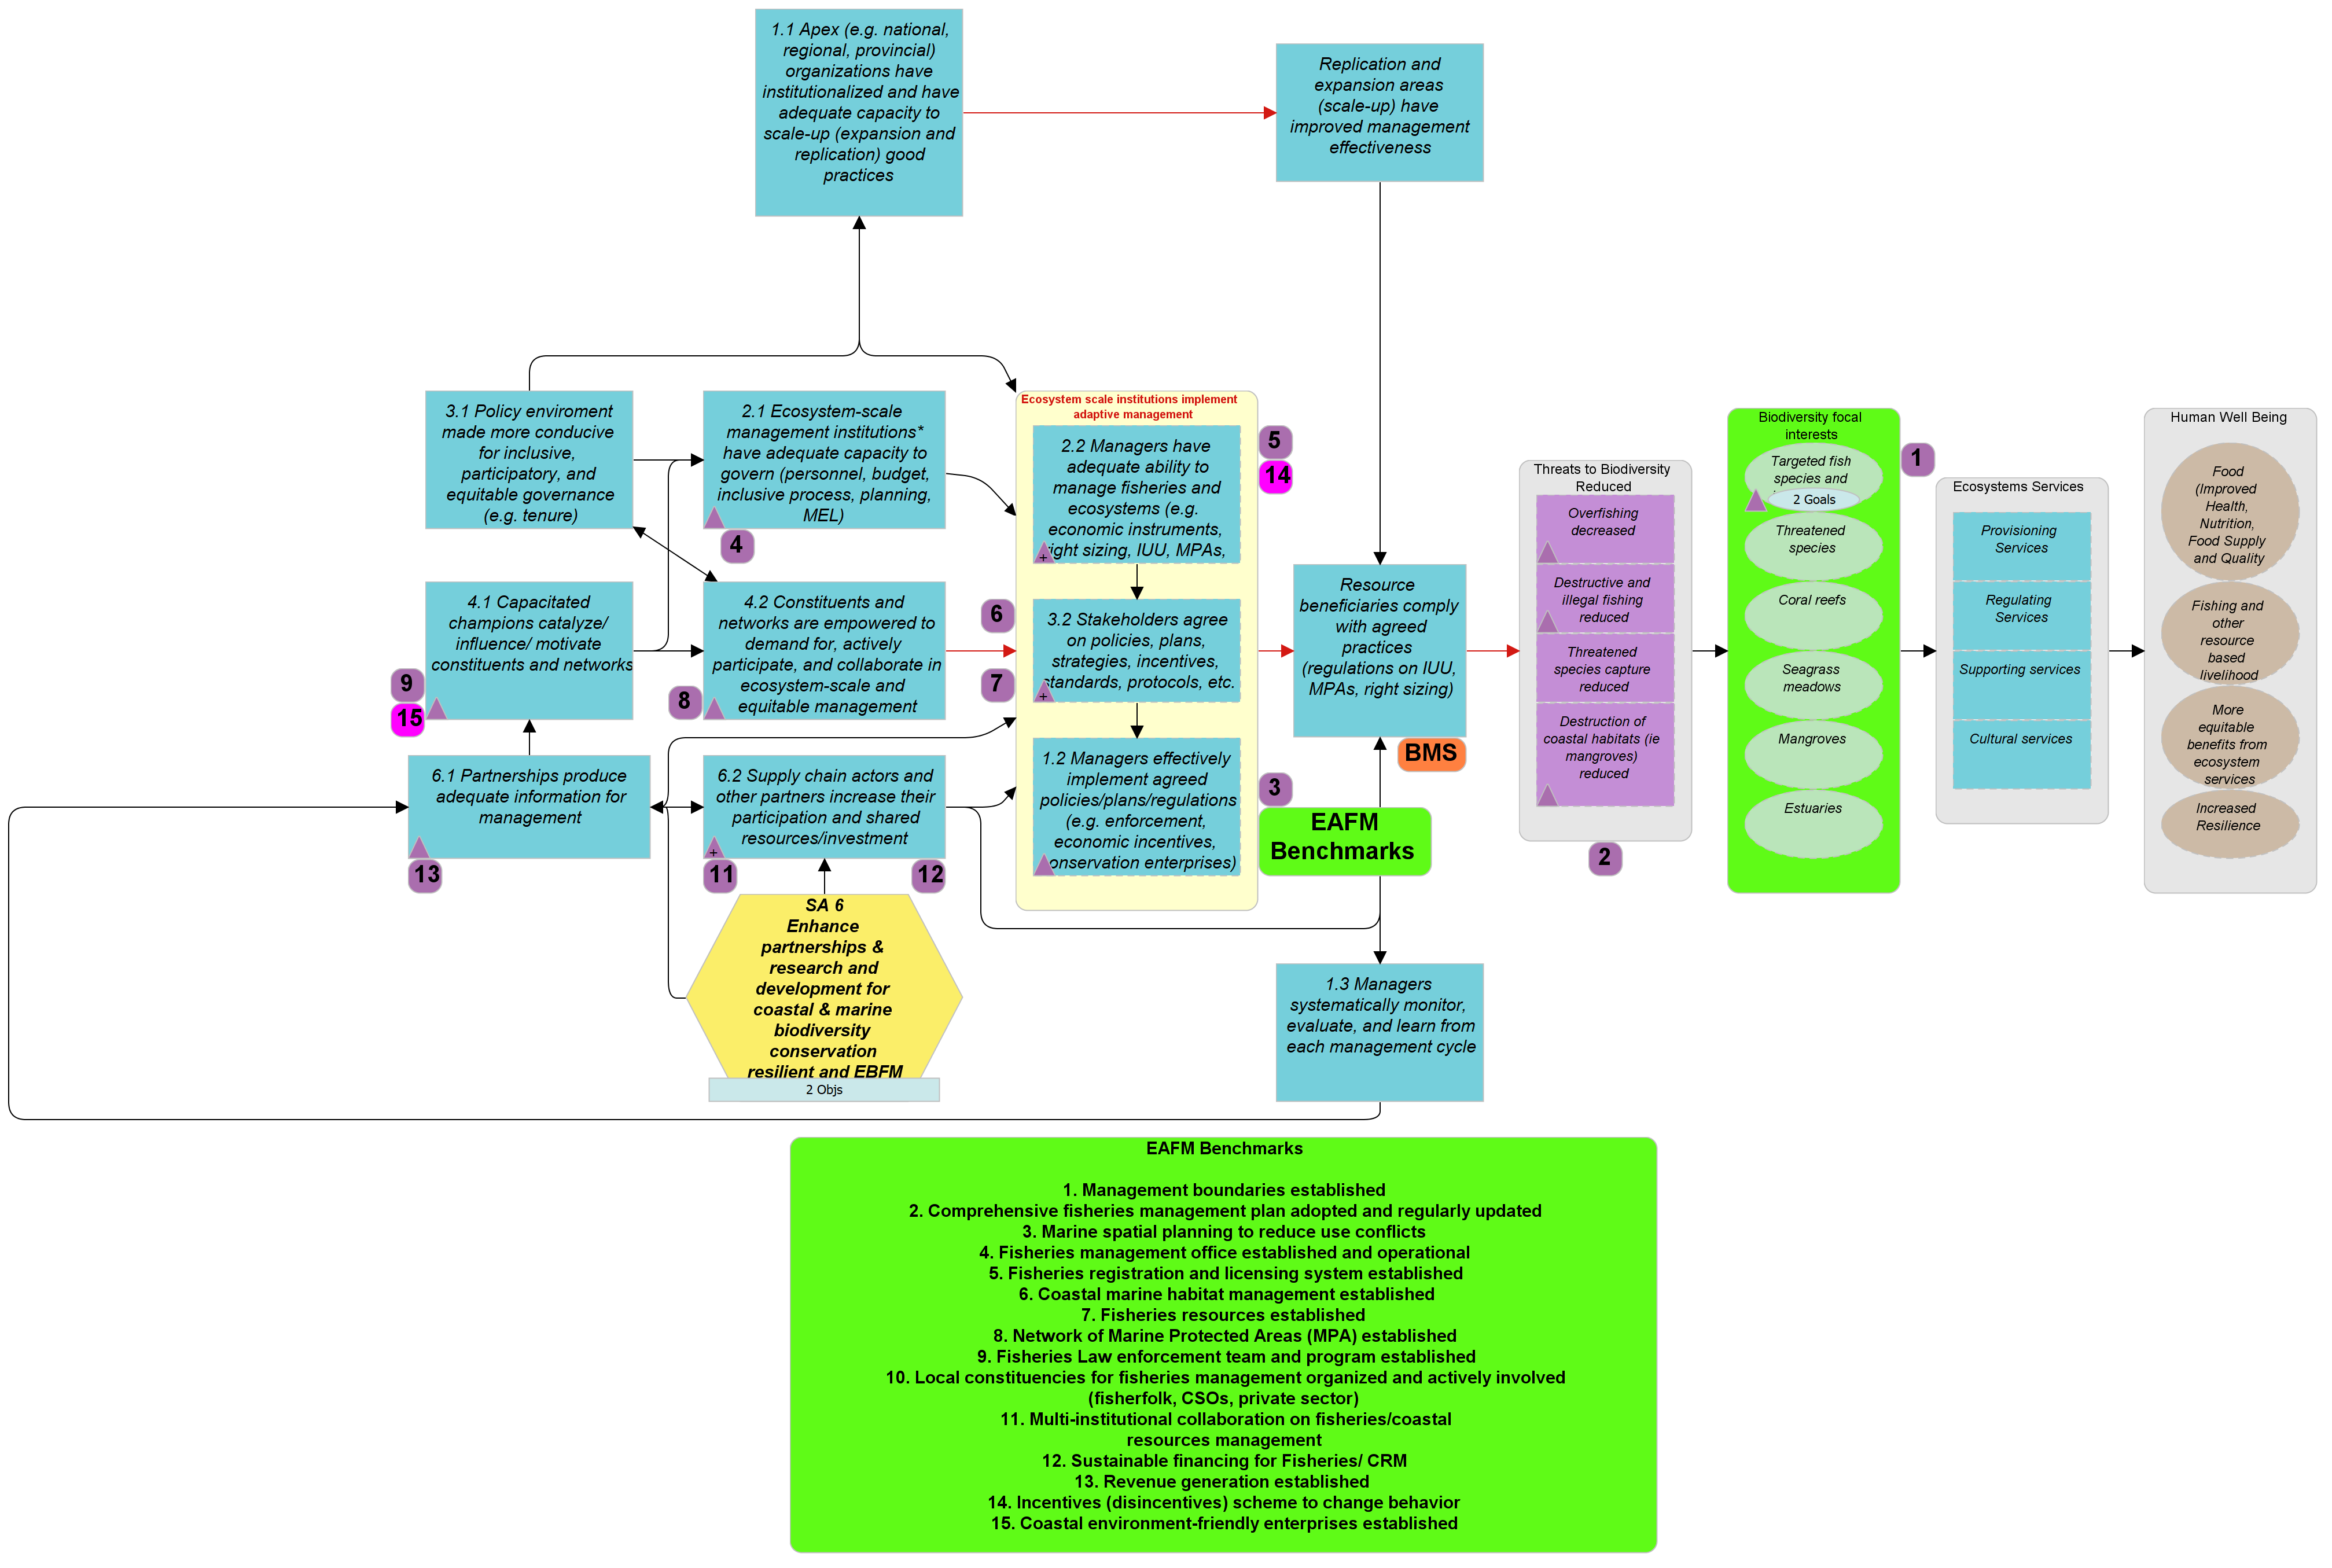 1.1 Apex (e.g. national,
regional, provincial)
organizations have
institutionalized and have
adequate capacity to
scale-up (expansion and
replication) good
practices
Replication and
expansion areas
(scale-up) have
improved management
effectiveness
3.1 Policy enviroment
made more conducive
for inclusive,
participatory, and
equitable governance
(e.g. tenure)
2.1 Ecosystem-scale
management institutions*
have adequate capacity to
govern (personnel, budget,
inclusive process, planning,
MEL)
4
4.1 Capacitated
champions catalyze/
influence/ motivate
constituents and networks
9
15
4.2 Constituents and
networks are empowered to
demand for, actively
participate, and collaborate in
ecosystem-scale and
equitable management
8
6.1 Partnerships produce
adequate information for
management
13
6.2 Supply chain actors and
other partners increase their
participation and shared
resources/investment
11
12
SA 6
Enhance
partnerships &
research and
development for
coastal & marine
biodiversity
conservation
resilient and EBFM
2 Objs
Ecosystem scale institutions implement
adaptive management
2.2 Managers have
adequate ability to
manage fisheries and
ecosystems (e.g.
economic instruments,
right sizing, IUU, MPAs,
+
5
14
6
7
3.2 Stakeholders agree
on policies, plans,
strategies, incentives,
standards, protocols, etc.
+
1.2 Managers effectively
implement agreed
policies/plans/regulations
(e.g. enforcement,
economic incentives,
conservation enterprises)
3
EAFM
Benchmarks
Resource
beneficiaries comply
with agreed
practices
(regulations on IUU,
MPAs, right sizing)
BMS
1.3 Managers
systematically monitor,
evaluate, and learn from
each management cycle
Threats to Biodiversity
Reduced
Overfishing
decreased
Destructive and
illegal fishing
reduced
Threatened
species capture
reduced
Destruction of
coastal habitats (ie
mangroves)
reduced
2
Biodiversity focal
interests
Targeted fish
species and
2 Goals
Threatened
species
Coral reefs
Seagrass
meadows
Mangroves
Estuaries
1
Ecosystems Services
Provisioning
Services
Regulating
Services
Supporting services
Cultural services
Human Well Being
Food
(Improved
Health,
Nutrition,
Food Supply
and Quality
Fishing and
other
resource
based
livelihood
More
equitable
benefits from
ecosystem
services
Increased
Resilience
EAFM Benchmarks
1. Management boundaries established
2. Comprehensive fisheries management plan adopted and regularly updated
3. Marine spatial planning to reduce use conflicts
4. Fisheries management office established and operational
5. Fisheries registration and licensing system established
6. Coastal marine habitat management established
7. Fisheries resources established
8. Network of Marine Protected Areas (MPA) established
9. Fisheries Law enforcement team and program established
10. Local constituencies for fisheries management organized and actively involved
(fisherfolk, CSOs, private sector)
11. Multi-institutional collaboration on fisheries/coastal
resources management
12. Sustainable financing for Fisheries/ CRM
13. Revenue generation established
14. Incentives (disincentives) scheme to change behavior
15. Coastal environment-friendly enterprises established